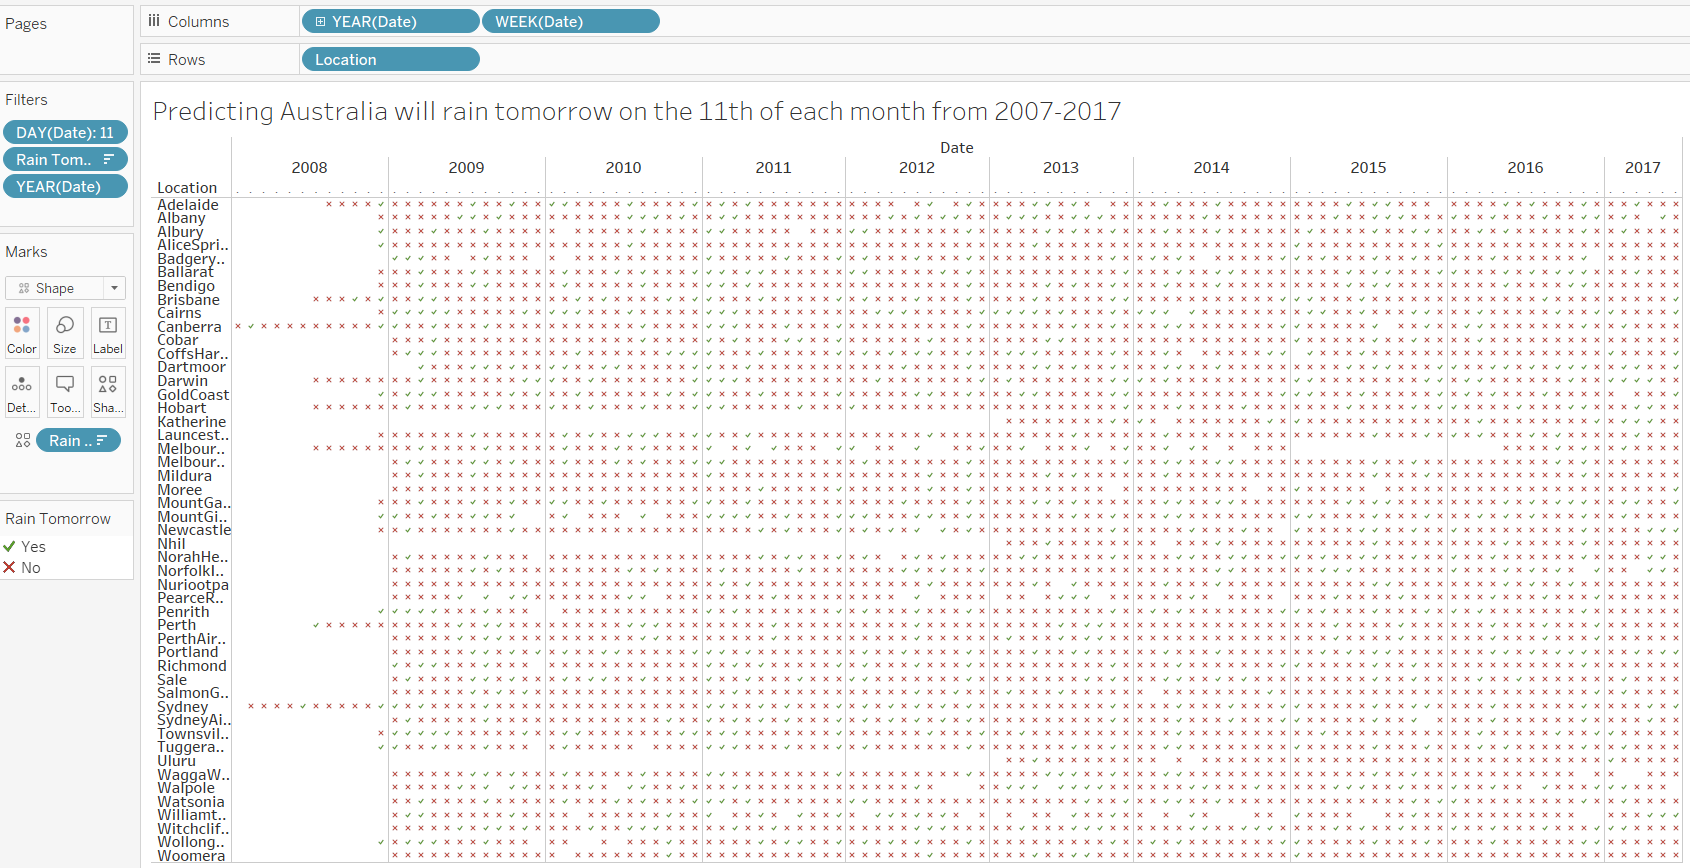 Pages
Columns
YEAR(Date)
WEEK(Date)
Rows
Location
Filters
DAY(Date): 11
Rain Tom..
YEAR(Date)
Marks
Shape
Color
Size
Label
Det...
Too...
Sha...
Rain ..
Rain Tomorrow
Yes
No
Predicting Australia will rain tomorrow on the 11th of each month from 2007-2017
Date
2008 2009 2010 2011 2012 2013 2014 2015 2016 2017
Location
Adelaide
Albany
Albury
AliceSpri..
Badgery..
Ballarat
Bendigo
Brisbane
Cairns
Canberra
Cobar
CoffsHar..
Dartmoor
Darwin
GoldCoast
Hobart
Katherine
Launcest..
Melbour..
Melbour..
Mildura
Moree
MountGa..
MountGi..
Newcastle
Nhil
NorahHe..
NorfolkI..
Nuriootpa
PearceR..
Penrith
Perth
PerthAir..
Portland
Richmond
Sale
SalmonG..
Sydney
SydneyAi..
Townsvil..
Tuggera..
Uluru
WaggaW..
Walpole
Watsonia
Williamt..
Witchclif..
Wollong..
Woomera